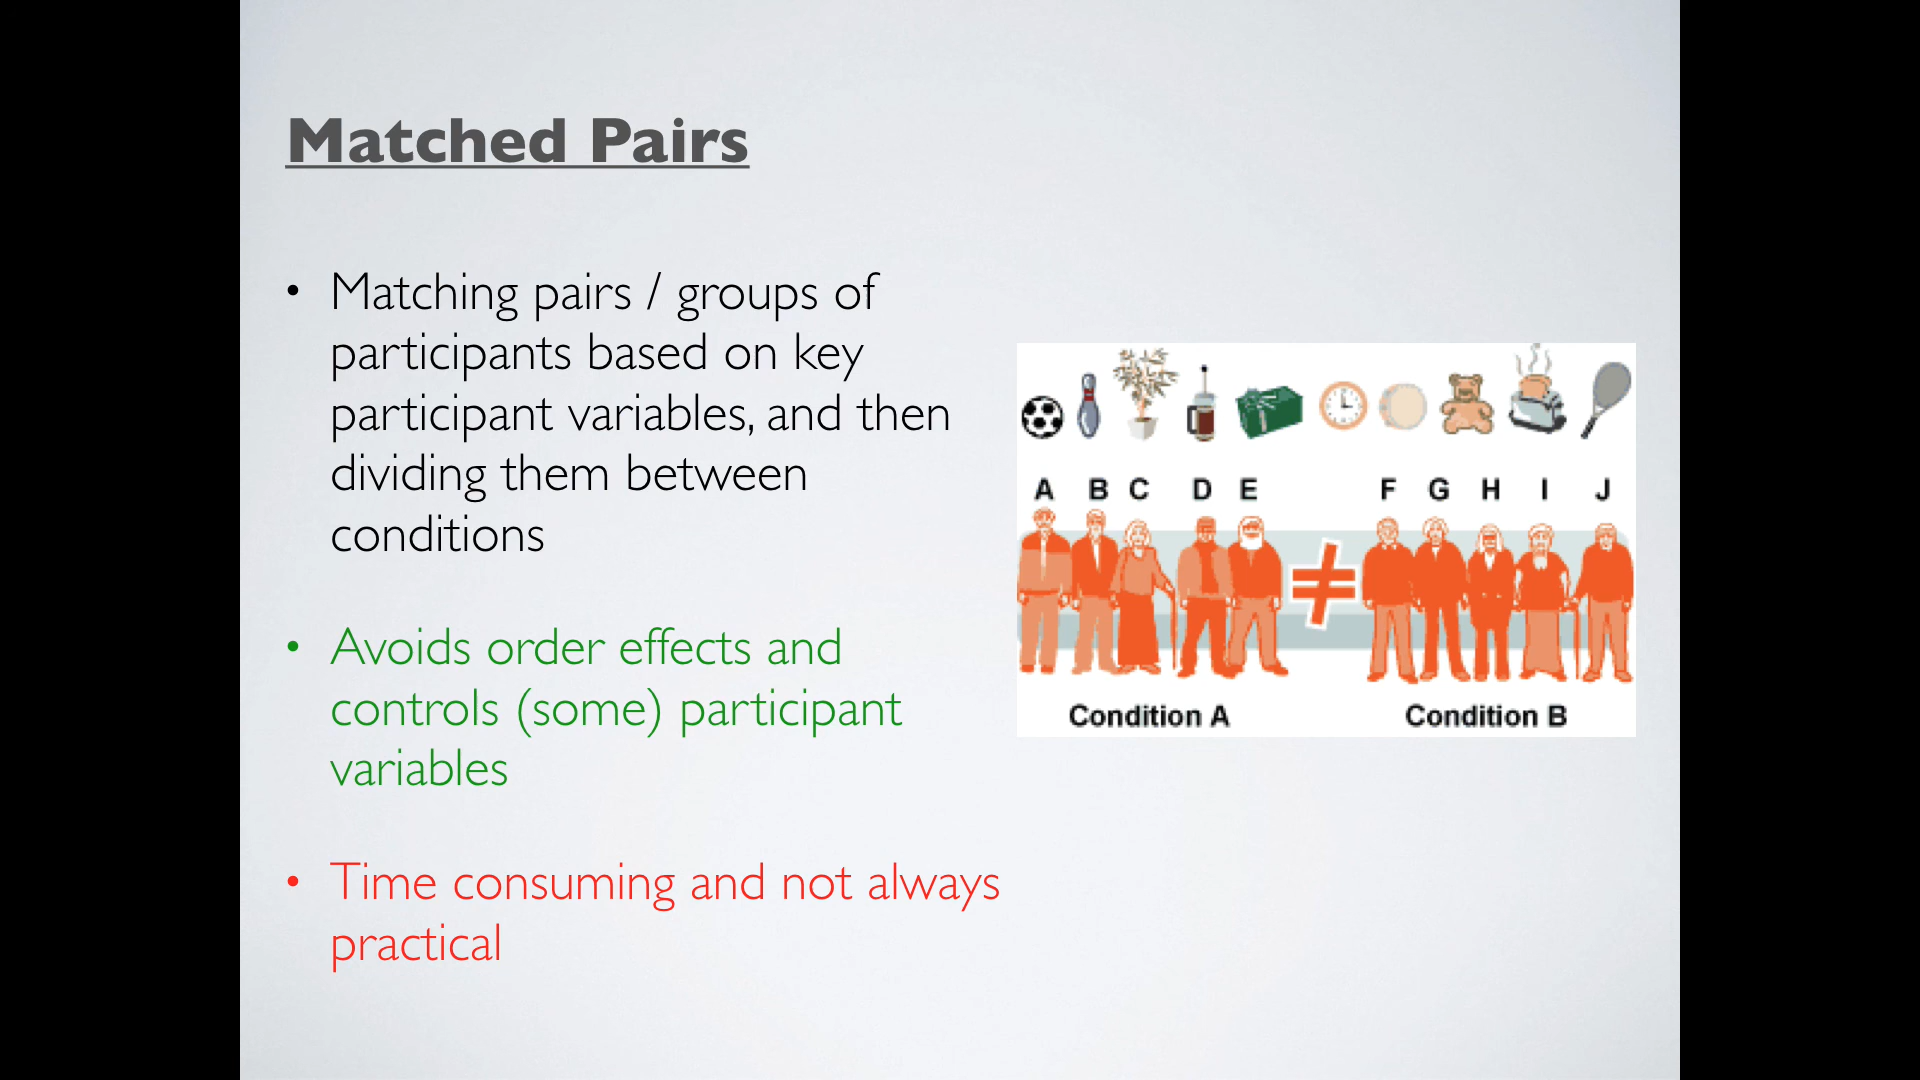 Matched Pairs
• Matching pairs / groups of
participants based on key
participant variables, and then
dividing them between
conditions
• Avoids order effects and
controls (some) participant
variables
• Time consuming and not always
practical
A B C D E F G H I J
≠
Condition A Condition B